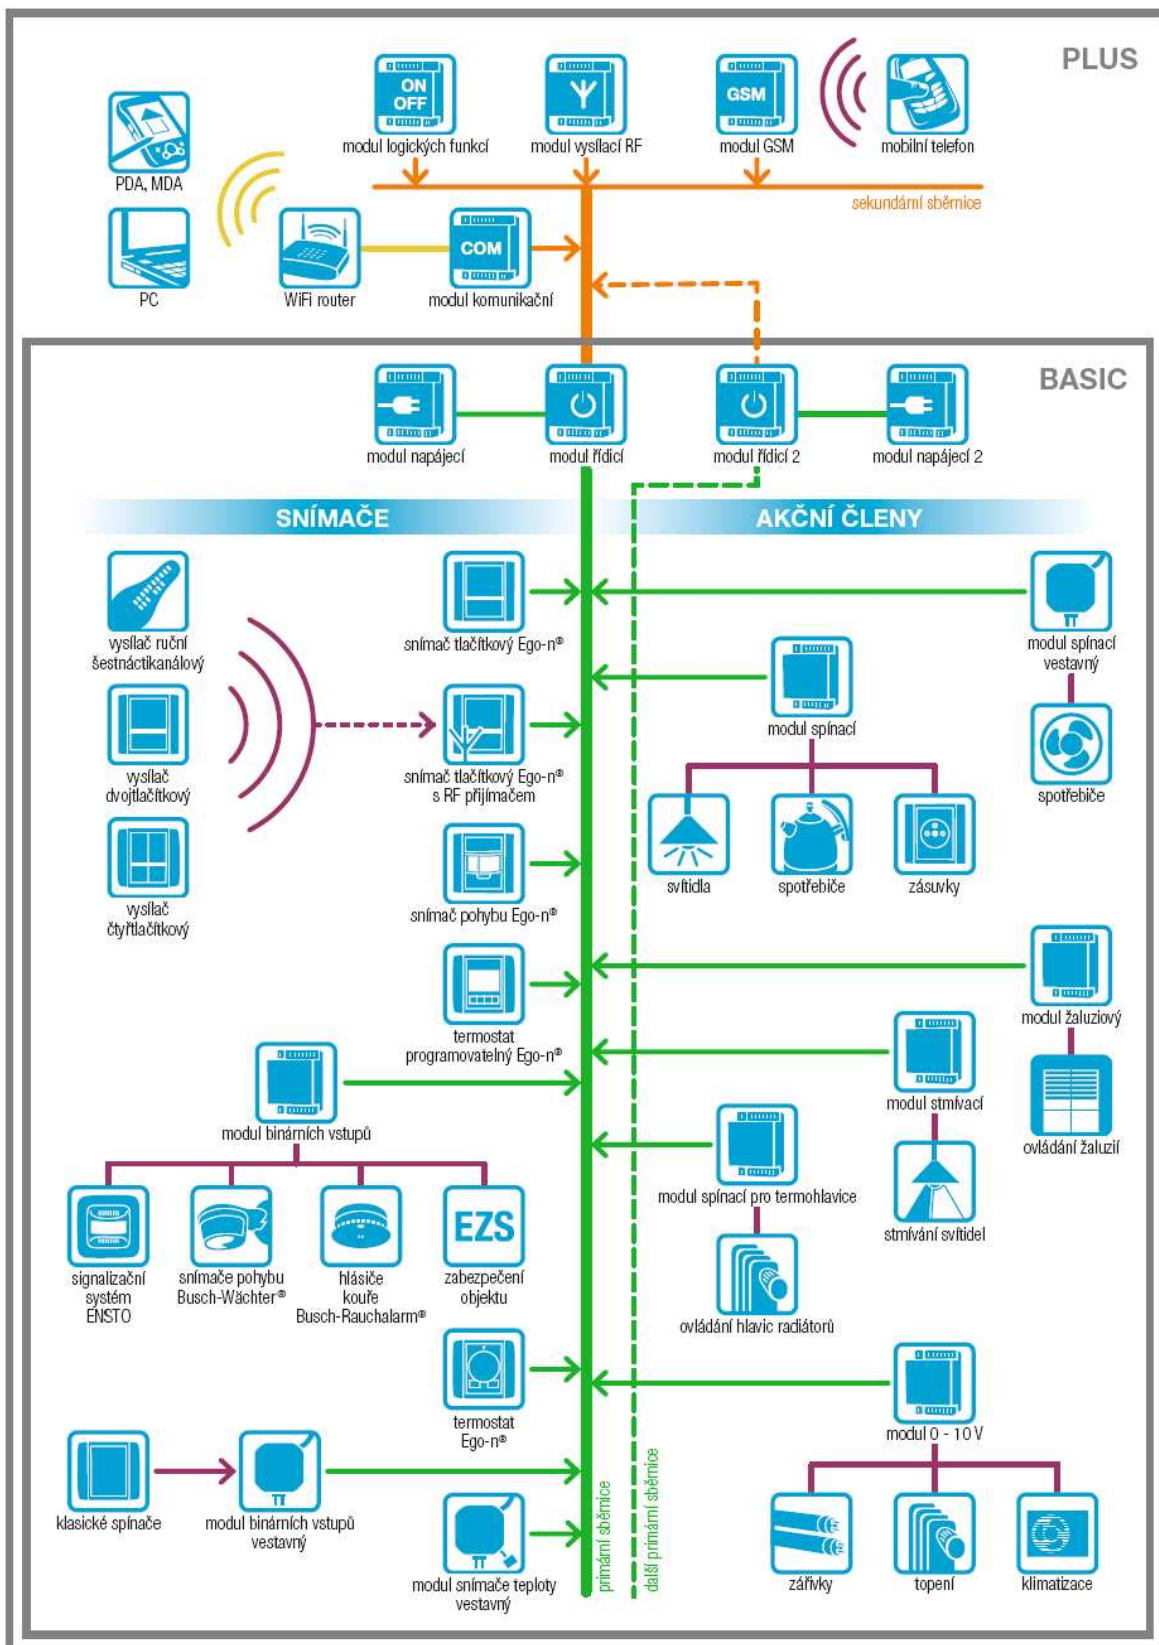 PLUS
ON
OFF
GSM
modul logických funkcí
modul vysílací RF
modul GSM
mobilní telefon
PDA, MDA
sekundární sběrnice
COM
PC
WiFi router
modul komunikační
BASIC
modul napájecí
modul řídicí
modul řídicí 2
modul napájecí 2
SNÍMAČE
AKČNÍ ČLENY
vysílač ruční
šestnáctikanálový
snímač tlačítkový Ego-n®
modul spínací
vestavný
modul spínací
vysílač
dvojtlačítkový
snímač tlačítkový Ego-n®
s RF přijímačem
spotřebiče
svítidla
spotřebiče
zásuvky
vysílač
čtyřtlačítkový
snímač pohybu Ego-n®
termostat
programovatelný Ego-n®
modul žaluziový
modul binárních vstupů
modul stmívací
ovládání žaluzií
modul spínací pro termohlavice
EZS
stmívání svítidel
signalizační
systém
ENSTO
snímače pohybu
Busch-Wächter®
hlásiče
kouře
Busch-Rauchalarm®
zabezpečení
objektu
ovládání hlavic radiátorů
termostat
Ego-n®
modul 0 - 10 V
klasické spínače
modul binárních vstupů
vestavný
modul snímače teploty
vestavný
primární sběrnice
další primární sběrnice
zářivky
topení
klimatizace